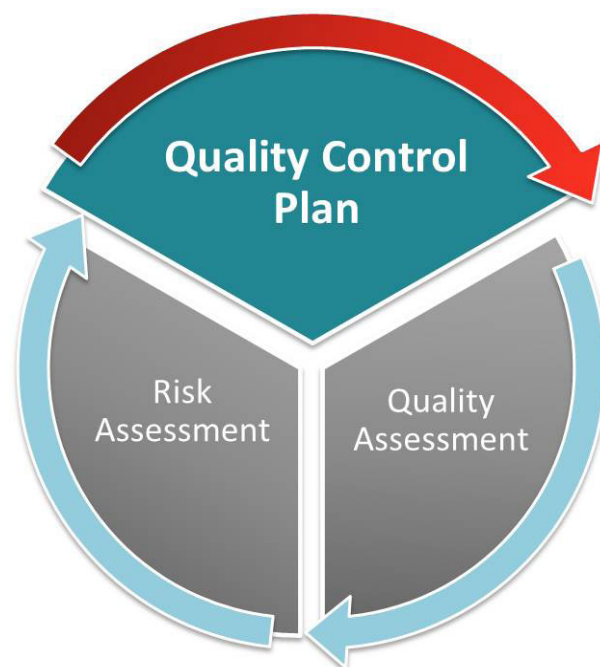 Quality Control
Plan
Risk
Assessment
Quality
Assessment